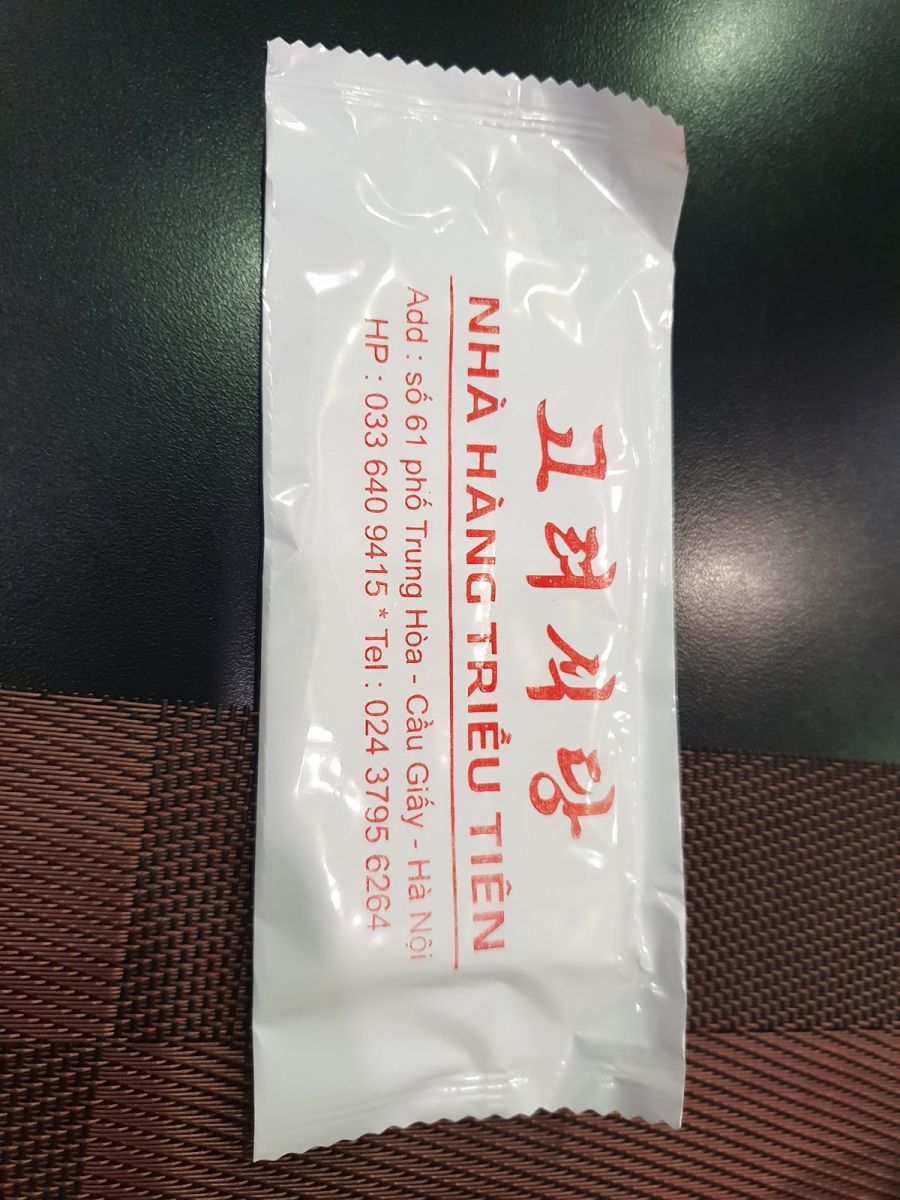 고려식당
NHÀ HÀNG TRIỀU TIÊN
Add : số 61 phố Trung Hòa - Cầu Giấy - Hà Nội
HP : 033 640 9415 * Tel : 024 3795 6264